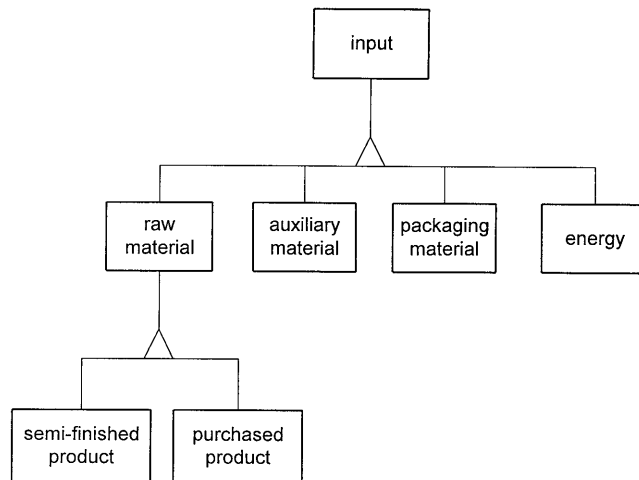 input
raw
material
auxiliary
material
packaging
material
energy
semi-finished
product
purchased
product